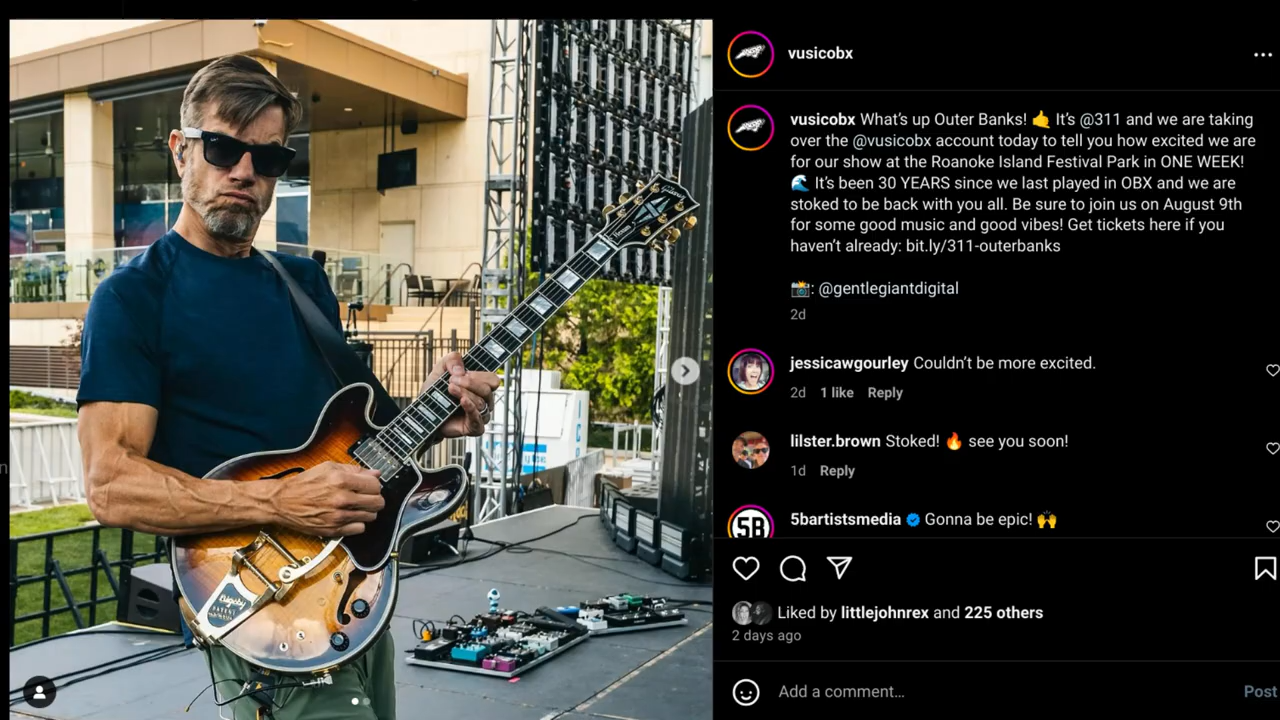 vusicobx
vusicobx What's up Outer Banks! 🤙 It's @311 and we are taking
over the @vusicobx account today to tell you how excited we are
for our show at the Roanoke Island Festival Park in ONE WEEK!
🌊 It's been 30 YEARS since we last played in OBX and we are
stoked to be back with you all. Be sure to join us on August 9th
for some good music and good vibes! Get tickets here if you
haven't already: bit.ly/311-outerbanks
📸: @gentlegiantdigital
2d
jessicawgourley Couldn't be more excited.
2d 1 like Reply
lilster.brown Stoked! 🔥 see you soon!
1d Reply
5B
5bartistsmedia Gonna be epic! 🙌
Liked by littlejohnrex and 225 others
2 days ago
Add a comment...
Post
Gibson
Bigsby